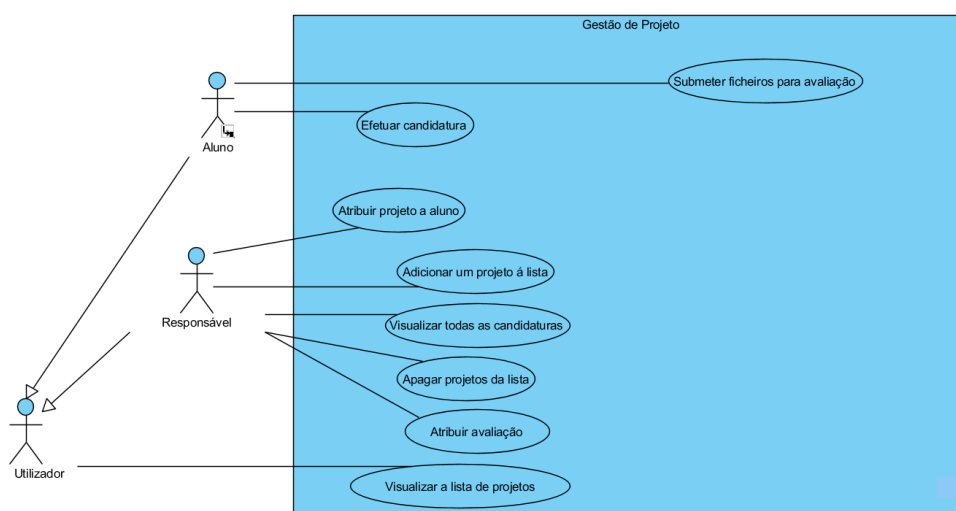 Gestão de Projeto
Submeter ficheiros para avaliação
Efetuar candidatura
Aluno
Atribuir projeto a aluno
Adicionar um projeto á lista
Responsável
Visualizar todas as candidaturas
Apagar projetos da lista
Atribuir avaliação
Utilizador
Visualizar a lista de projetos